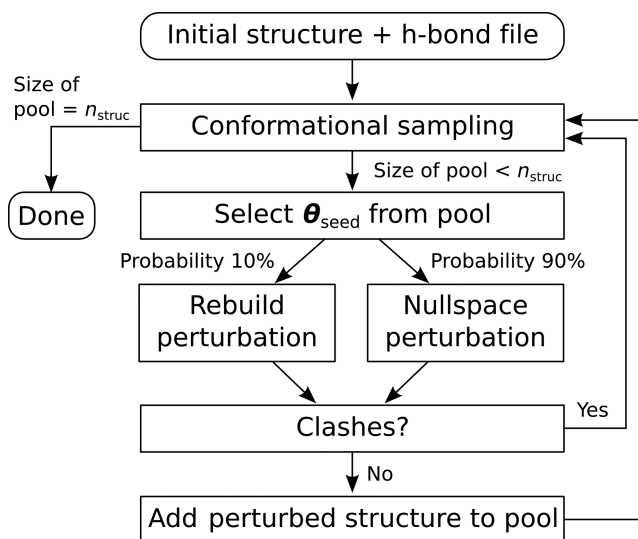 Initial structure + h-bond file
Size of
pool = n_struc
Conformational sampling
Size of pool < n_struc
Done
Select θ_seed from pool
Probability 10%
Probability 90%
Rebuild
perturbation
Nullspace
perturbation
Clashes?
Yes
No
Add perturbed structure to pool